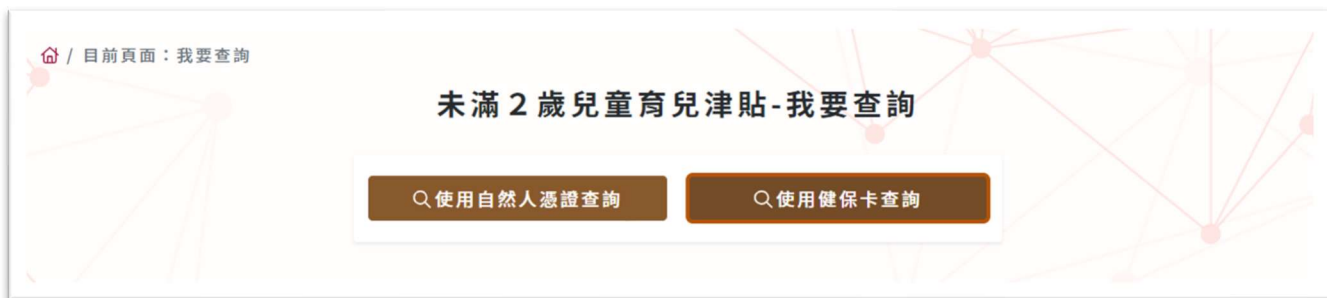 / 目前頁面：我要查詢
未滿２歲兒童育兒津貼-我要查詢
使用自然人憑證查詢
使用健保卡查詢